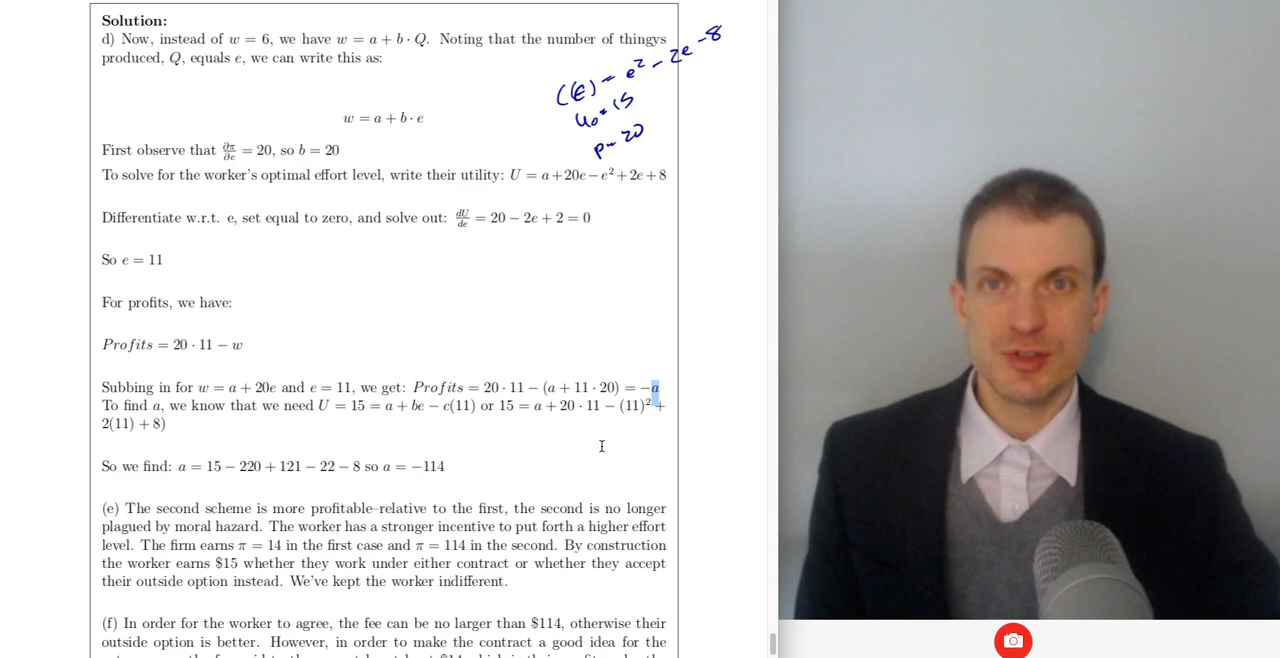 Solution:
d) Now, instead of w = 6, we have w = a + b · Q. Noting that the number of thingys
produced, Q, equals e, we can write this as:
C(E) = e² − 2e − 8
u₀ = 15
p = 20
w = a + b · e
First observe that ∂π/∂e = 20, so b = 20
To solve for the worker's optimal effort level, write their utility: U = a + 20e − e² + 2e + 8
Differentiate w.r.t. e, set equal to zero, and solve out: dU/de = 20 − 2e + 2 = 0
So e = 11
For profits, we have:
Profits = 20 · 11 − w
Subbing in for w = a + 20e and e = 11, we get: Profits = 20 · 11 − (a + 11 · 20) = −a
To find a, we know that we need U = 15 = a + be − c(11) or 15 = a + 20 · 11 − (11)² +
2(11) + 8)
So we find: a = 15 − 220 + 121 − 22 − 8 so a = −114
(e) The second scheme is more profitable–relative to the first, the second is no longer
plagued by moral hazard. The worker has a stronger incentive to put forth a higher effort
level. The firm earns π = 14 in the first case and π = 114 in the second. By construction
the worker earns $15 whether they work under either contract or whether they accept
their outside option instead. We've kept the worker indifferent.
(f) In order for the worker to agree, the fee can be no larger than $114, otherwise their
outside option is better. However, in order to make the contract a good idea for the